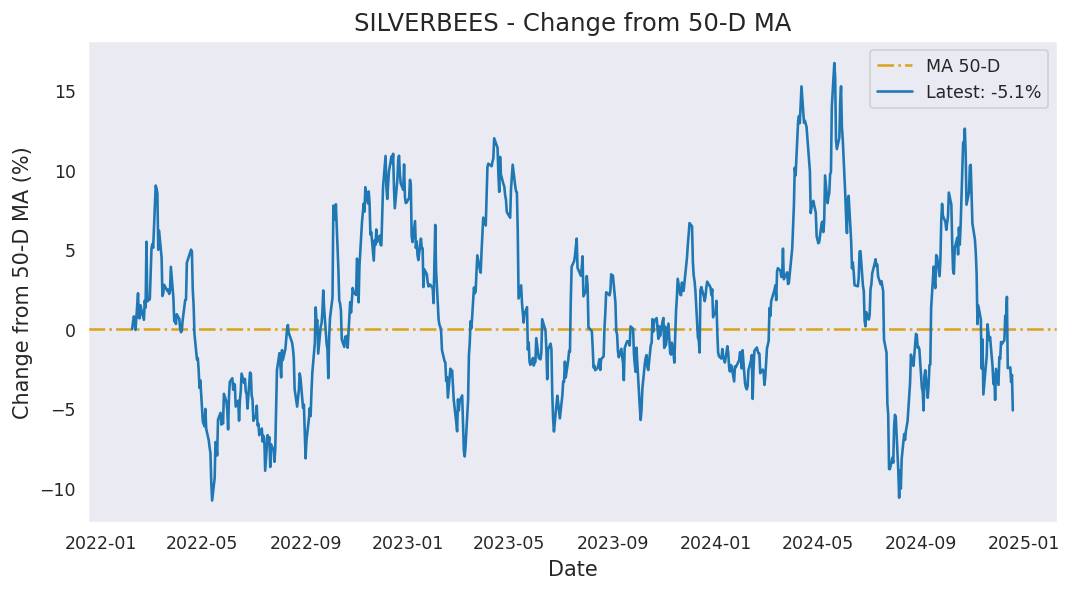 SILVERBEES - Change from 50-D MA
MA 50-D
Latest: -5.1%
Change from 50-D MA (%)
15
10
5
0
−5
−10
2022-01 2022-05 2022-09 2023-01 2023-05 2023-09 2024-01 2024-05 2024-09 2025-01
Date